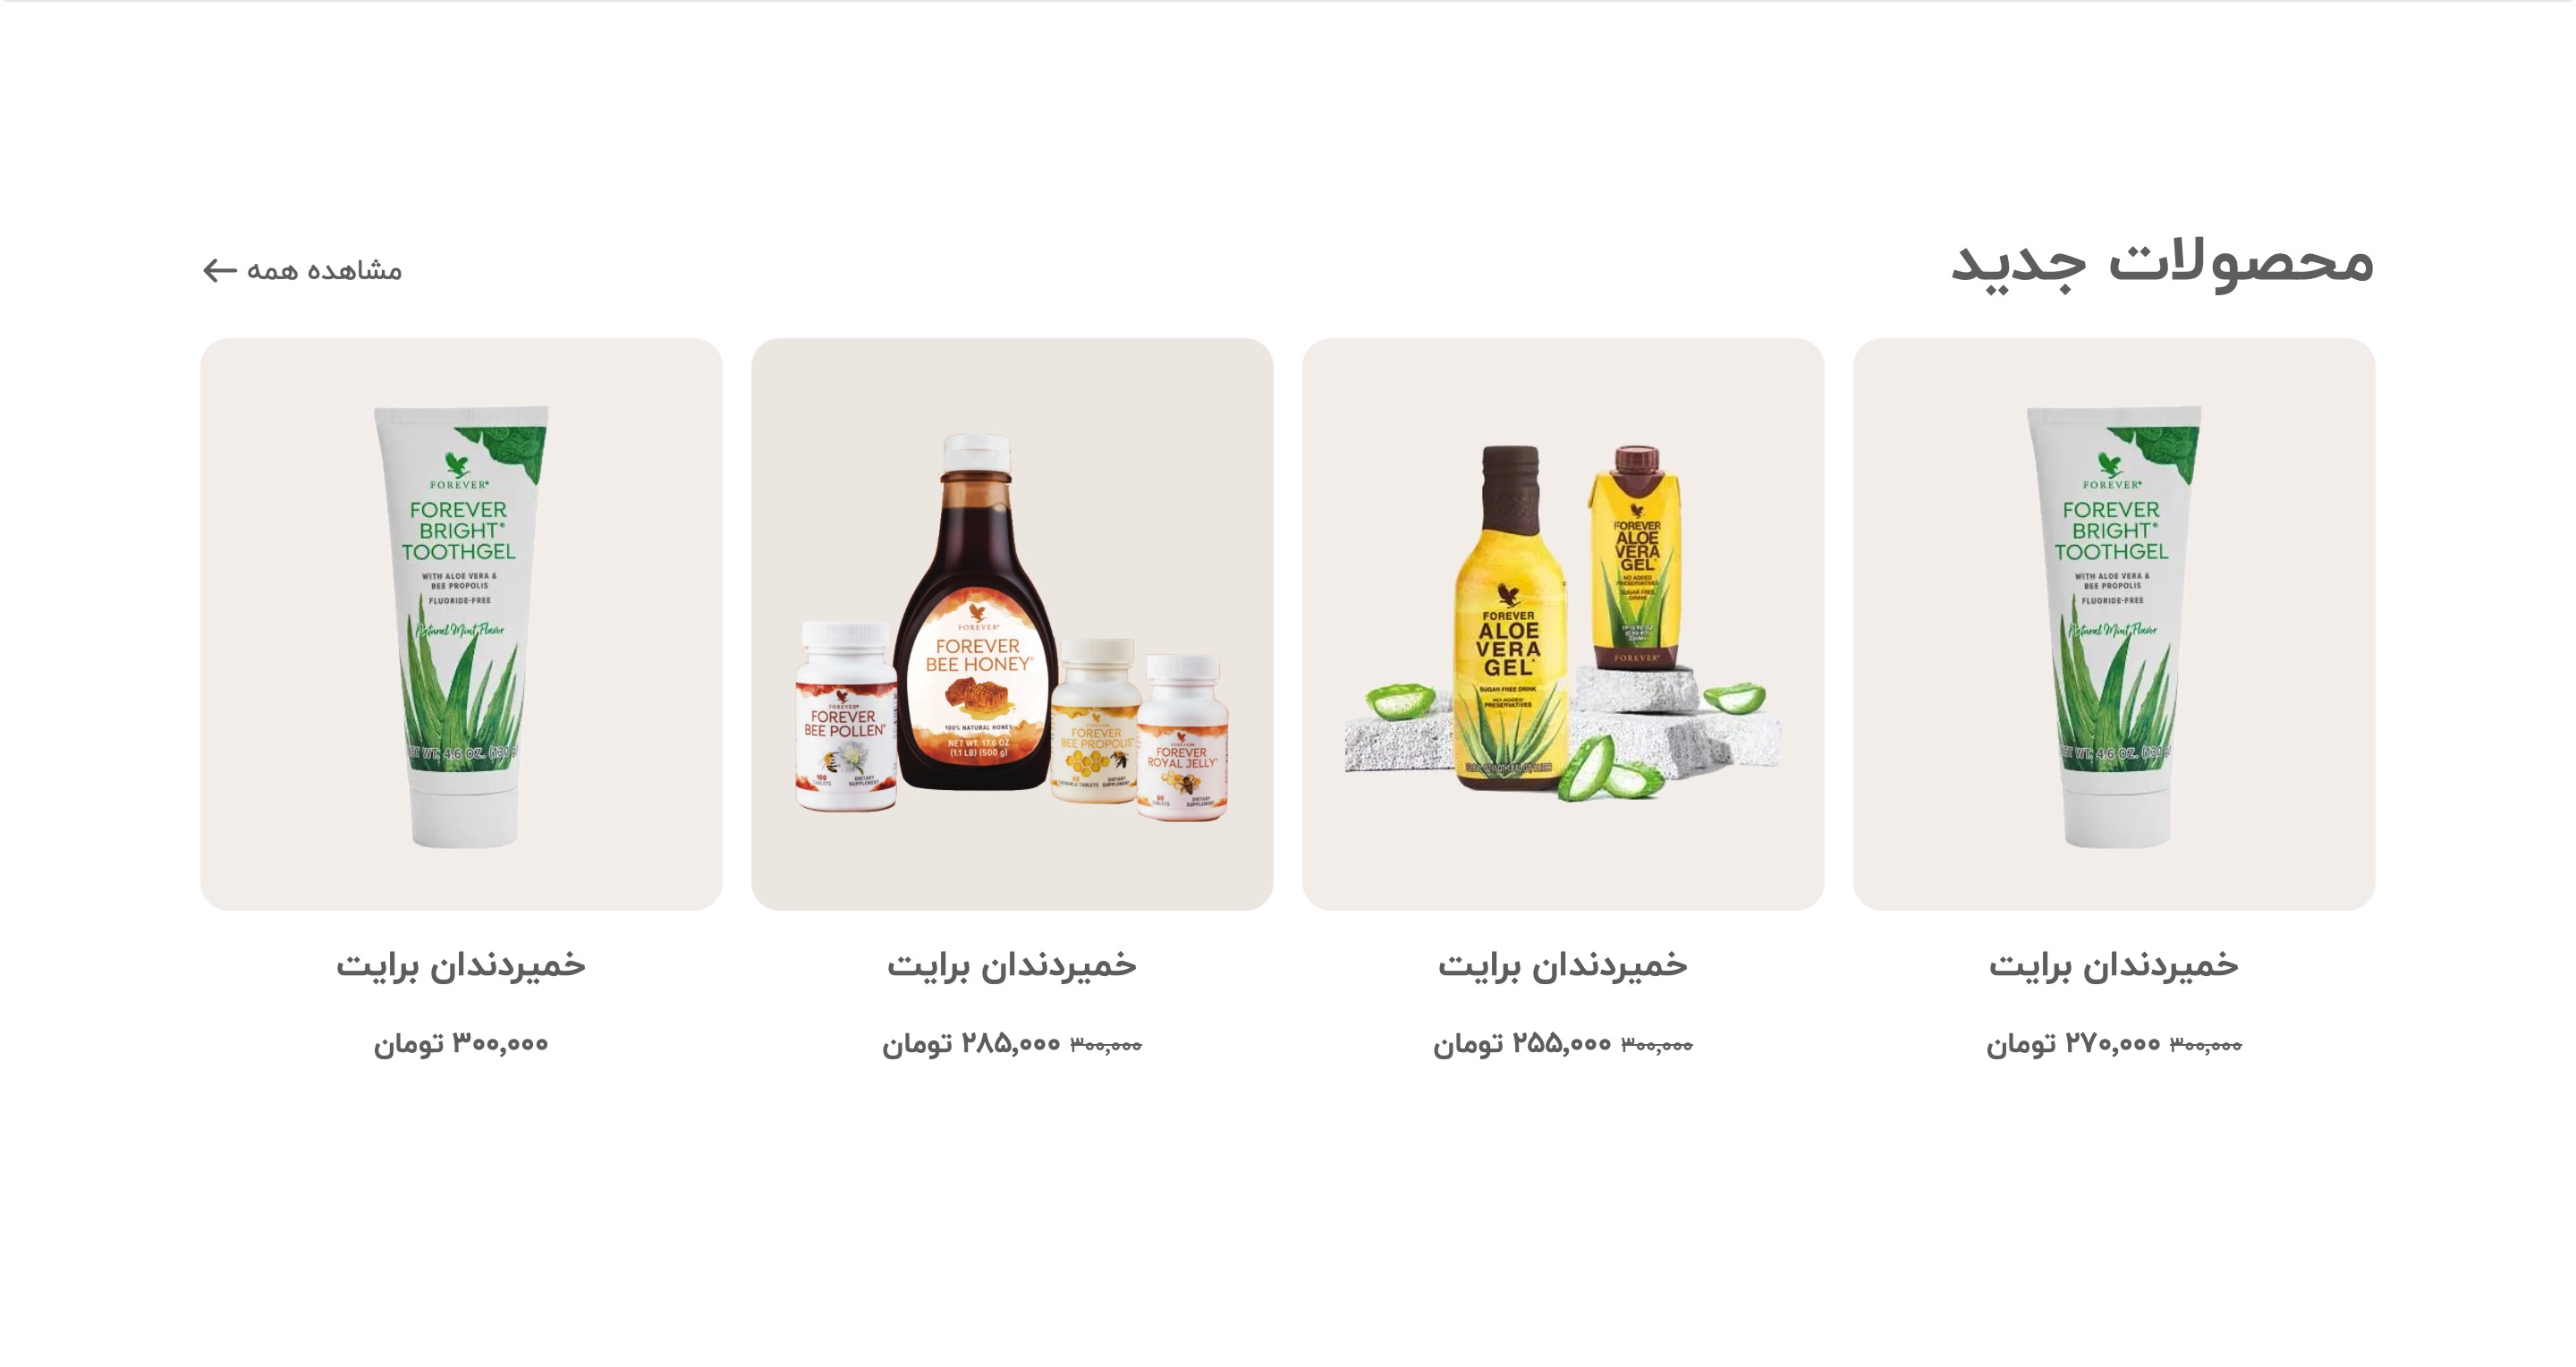 محصولات جدید
مشاهده همه
FOREVER
FOREVER
BRIGHT
TOOTHGEL
WITH ALOE VERA &
BEE PROPOLIS
FLUORIDE-FREE
Natural Mint Flavor
NET WT. 4.6 OZ. (130 g)
خمیردندان برایت
۳۰۰,۰۰۰ ۲۷۰,۰۰۰ تومان
FOREVER
ALOE
VERA
GEL
NO ADDED
PRESERVATIVES
SUGAR FREE
DRINK
FOREVER
FOREVER
ALOE
VERA
GEL
SUGAR FREE DRINK
NO ADDED
PRESERVATIVES
خمیردندان برایت
۳۰۰,۰۰۰ ۲۵۵,۰۰۰ تومان
FOREVER
FOREVER
BEE HONEY
100% NATURAL HONEY
NET WT. 17.6 OZ
(1.1 LB) (500 g)
FOREVER
FOREVER
BEE POLLEN
100
TABLETS
DIETARY
SUPPLEMENT
FOREVER
BEE PROPOLIS
60
CHEWABLE TABLETS
SUPPLEMENT
FOREVER
ROYAL JELLY
60
TABLETS
DIETARY
SUPPLEMENT
خمیردندان برایت
۳۰۰,۰۰۰ ۲۸۵,۰۰۰ تومان
FOREVER
FOREVER
BRIGHT
TOOTHGEL
WITH ALOE VERA &
BEE PROPOLIS
FLUORIDE-FREE
Natural Mint Flavor
NET WT. 4.6 OZ. (130 g)
خمیردندان برایت
۳۰۰,۰۰۰ تومان